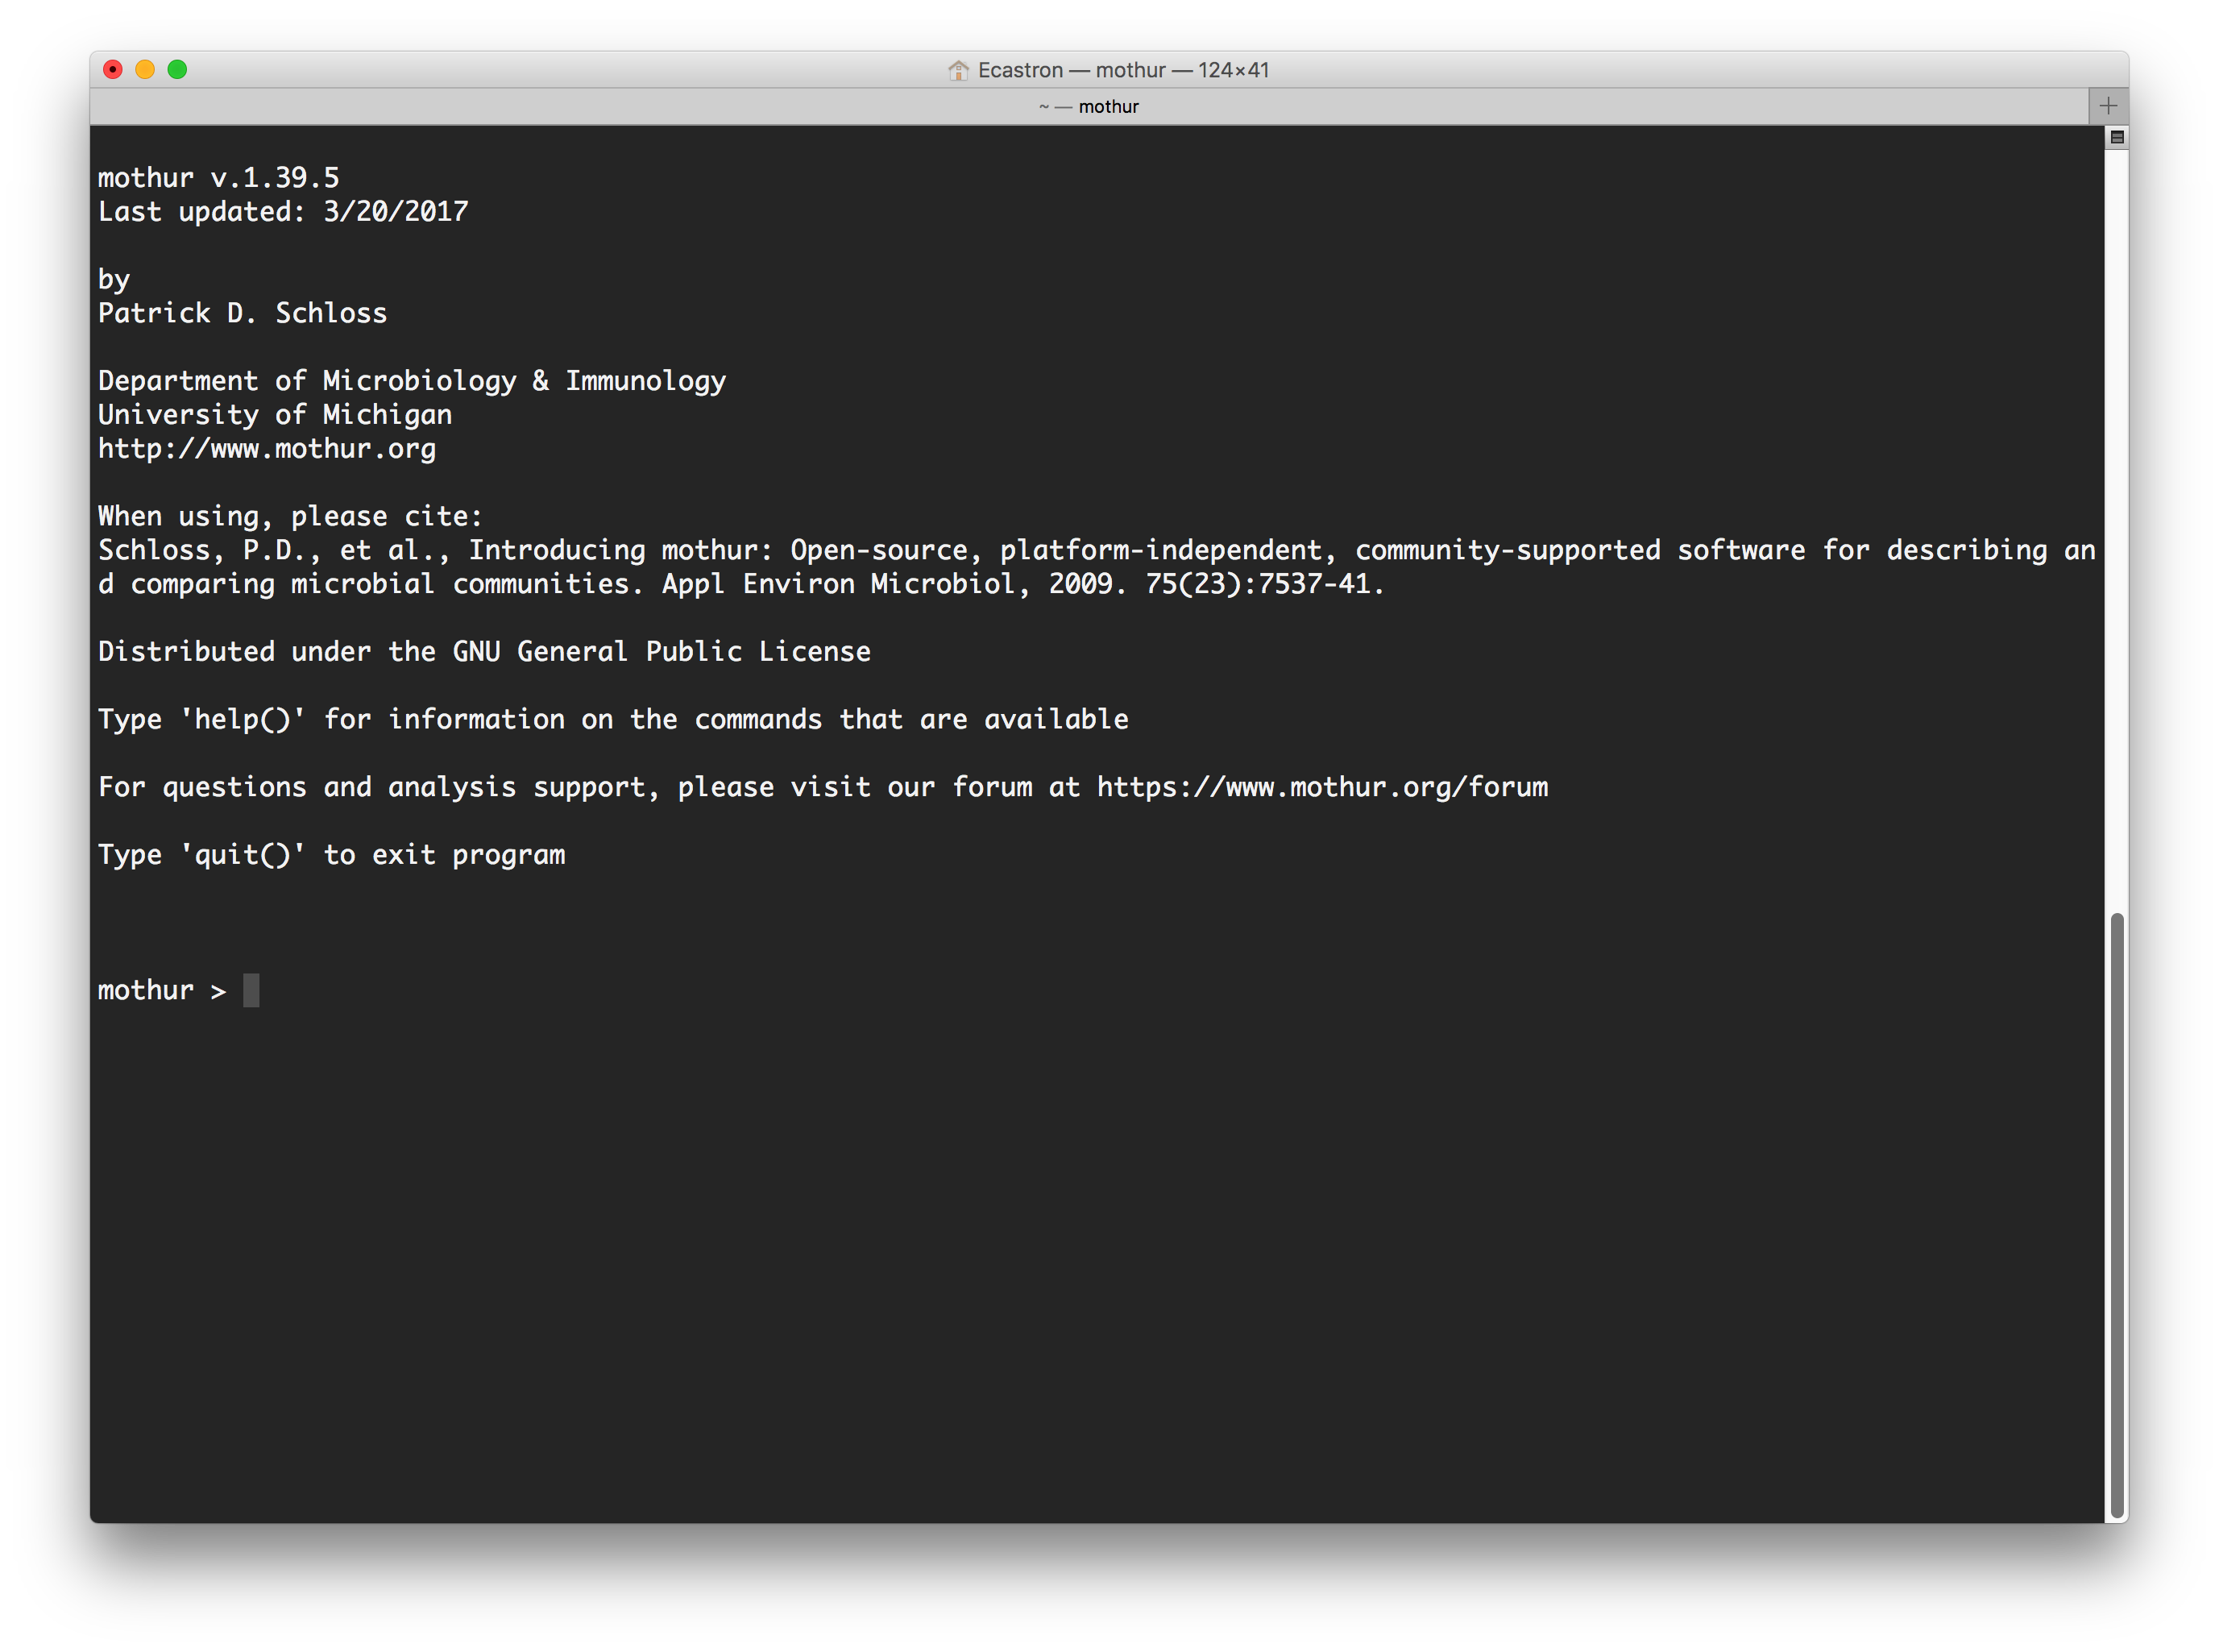 Ecastron — mothur — 124×41
~ — mothur
mothur v.1.39.5
Last updated: 3/20/2017
by
Patrick D. Schloss
Department of Microbiology & Immunology
University of Michigan
http://www.mothur.org
When using, please cite:
Schloss, P.D., et al., Introducing mothur: Open-source, platform-independent, community-supported software for describing an
d comparing microbial communities. Appl Environ Microbiol, 2009. 75(23):7537-41.
Distributed under the GNU General Public License
Type 'help()' for information on the commands that are available
For questions and analysis support, please visit our forum at https://www.mothur.org/forum
Type 'quit()' to exit program
mothur >